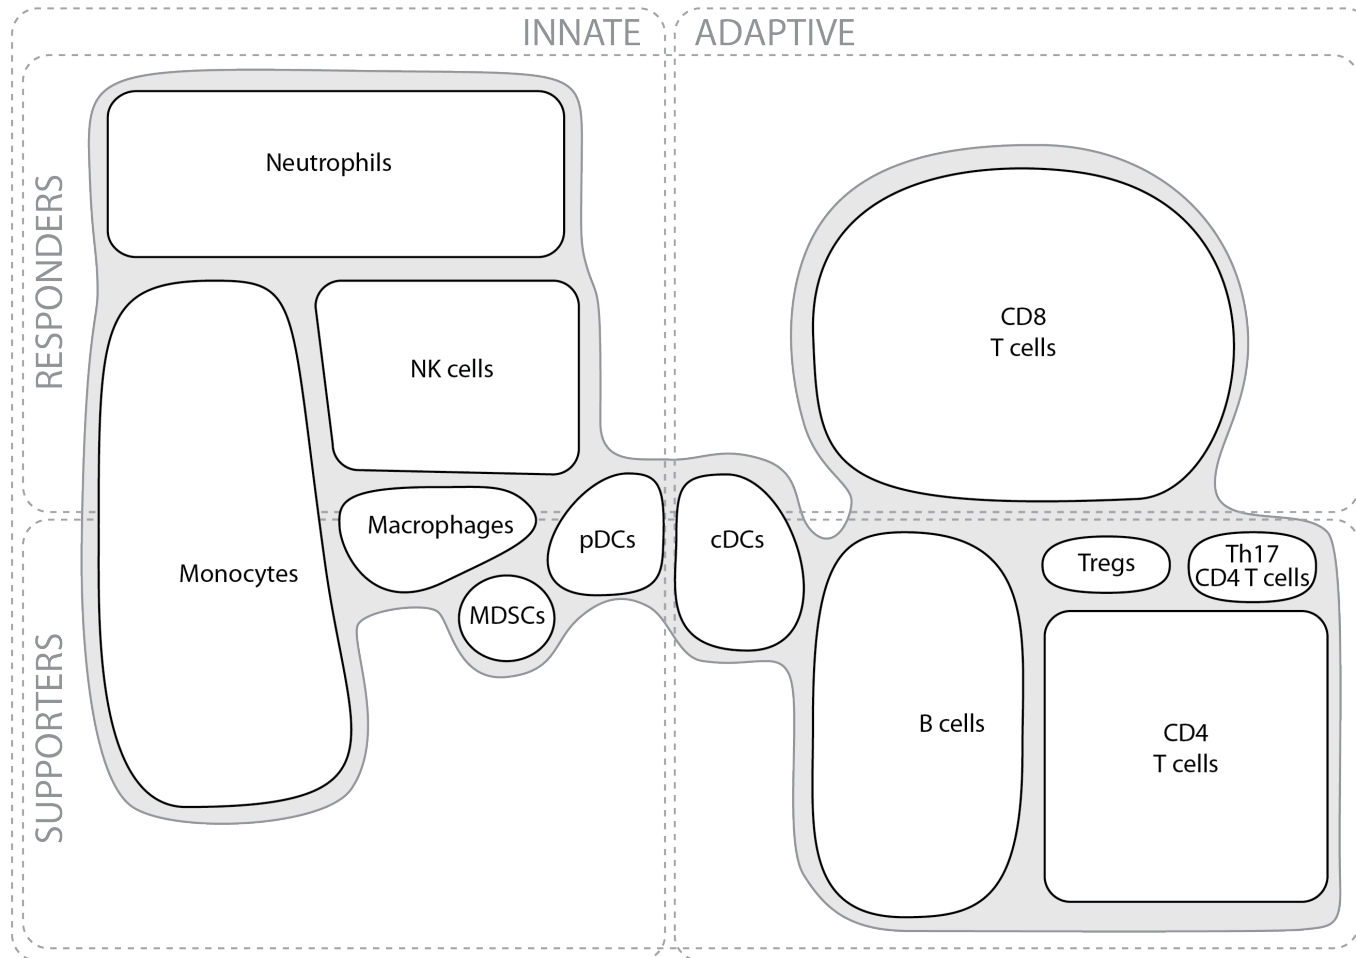 INNATE
ADAPTIVE
RESPONDERS
SUPPORTERS
Neutrophils
NK cells
CD8
T cells
Macrophages
pDCs
cDCs
Monocytes
MDSCs
Tregs
Th17
CD4 T cells
B cells
CD4
T cells